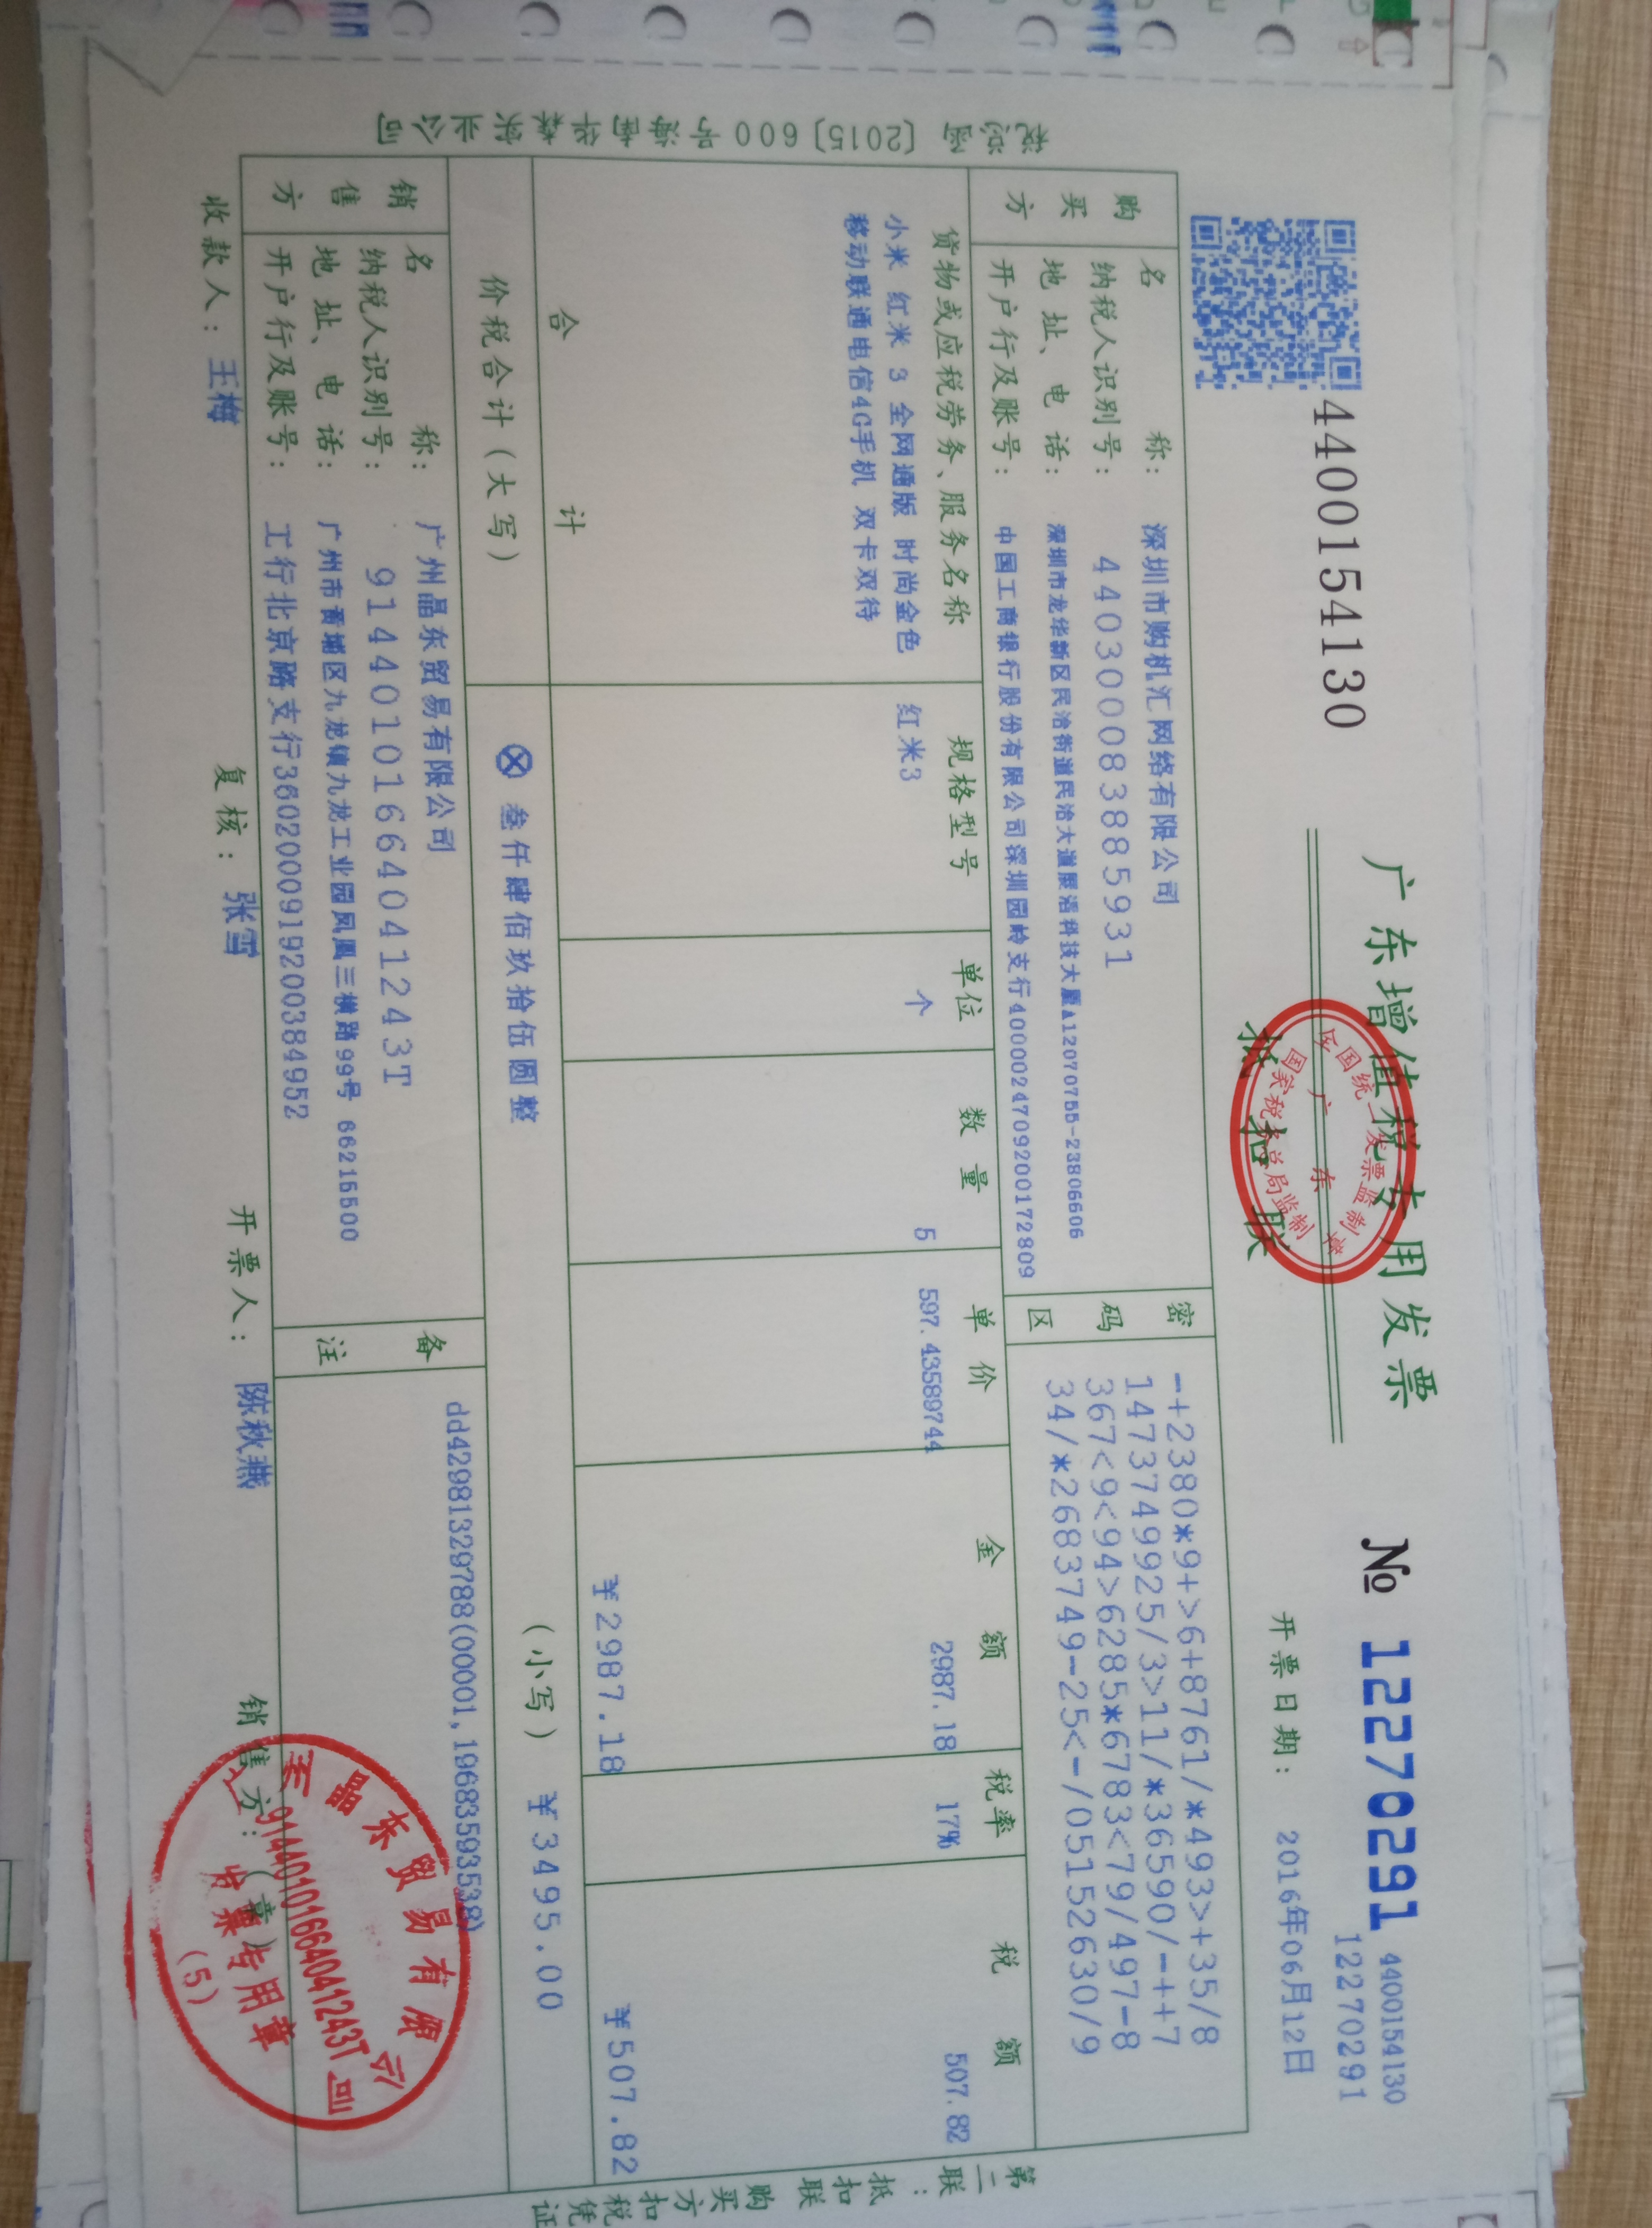 4400154130
广东增值税专用发票
抵扣联
全国统一发票监制章
广东
国家税务总局监制
№ 12270291
4400154130
12270291
开票日期: 2016年06月12日
购买方
名称: 深圳市购机汇网络有限公司
纳税人识别号: 440300083885931
地址、电话: 深圳市龙华新区民治街道民治大道展滔科技大厦A12070755-23806606
开户行及账号: 中国工商银行股份有限公司深圳园岭支行4000024709200172809
密码区
-+2380*9+>6+8761/*493>+35/8
14737499925/3>11/*36590/-++7
367<9<94>6285*6783<79/497-8
34/*2683749-25<-/05152630/9
货物或应税劳务、服务名称 规格型号 单位 数量 单价 金额 税率 税额
小米 红米 3 全网通版 时尚金色 红米3 个 5 597.43589744 2987.18 17% 507.82
移动联通电信4G手机 双卡双待
合计 ￥2987.18 ￥507.82
价税合计(大写) ⊗ 叁仟肆佰玖拾伍圆整 (小写) ￥3495.00
销售方
名称: 广州晶东贸易有限公司
纳税人识别号: 91440101664041243T
地址、电话: 广州市黄埔区九龙镇九龙工业园凤凰三横路99号 66215500
开户行及账号: 工行北京路支行3602000919200384952
备注
dd42981329788(00001,19683593538)
收款人: 王梅 复核: 张雪 开票人: 陈秋燕 销售方:(章)
晶东贸易有限公司
91440101664041243T
发票专用章
(5)
税总函〔2015〕600号海南华森实业公司
第二联:抵扣联 购买方扣税凭证